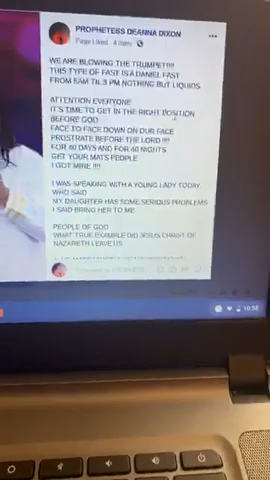 PROPHETESS DEANNA DIXON
Page Liked · 4 mins ·
WE ARE BLOWING THE TRUMPET!!!!
THIS TYPE OF FAST IS A DANIEL FAST
FROM 5AM TIL 3 PM NOTHING BUT LIQUIDS
ATTENTION EVERYONE
IT'S TIME TO GET IN THE RIGHT POSITION
BEFORE GOD
FACE TO FACE DOWN ON OUR FACE
PROSTRATE BEFORE THE LORD !!!!
FOR 40 DAYS AND FOR 40 NIGHTS
GET YOUR MATS PEOPLE
I GOT MINE !!!!
I WAS SPEAKING WITH A YOUNG LADY TODAY
WHO SAID
MY DAUGHTER HAS SOME SERIOUS PROBLEMS
I SAID BRING HER TO ME
PEOPLE OF GOD
WHAT TRUE EXAMPLE DID JESUS CHRIST OF
NAZARETH LEAVE US
10:58